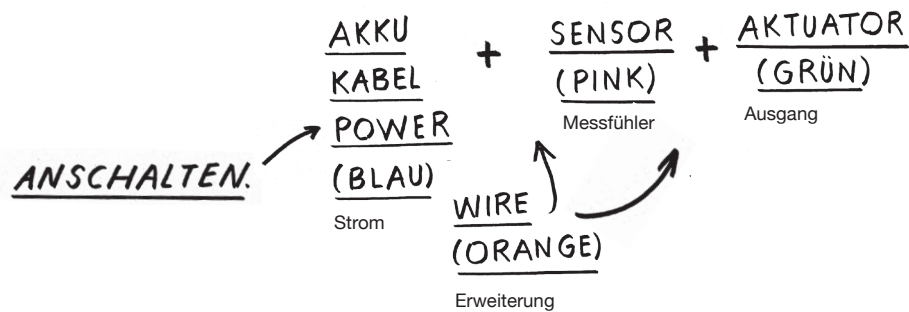 AKKU
KABEL
POWER
(BLAU)
Strom
+
SENSOR
(PINK)
Messfühler
+
AKTUATOR
(GRÜN)
Ausgang
ANSCHALTEN.
WIRE
(ORANGE)
Erweiterung